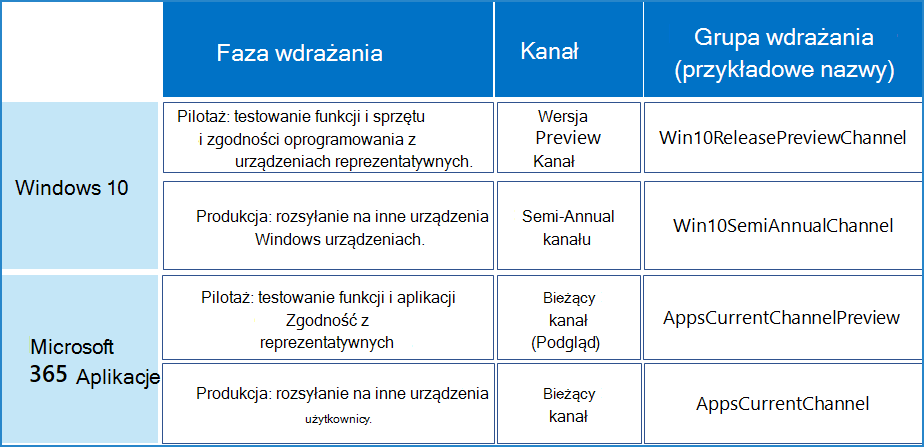 Faza wdrażania
Kanał
Grupa wdrażania
(przykładowe nazwy)
Windows 10
Pilotaż: testowanie funkcji i sprzętu
i zgodności oprogramowania z
urządzeniach reprezentatywnych.
Wersja
Preview
Kanał
Win10ReleasePreviewChannel
Produkcja: rozsyłanie na inne urządzenia
Windows urządzeniach.
Semi-Annual
kanału
Win10SemiAnnualChannel
Microsoft
365 Aplikacje
Pilotaż: testowanie funkcji i aplikacji
Zgodność z
reprezentatywnych
Bieżący
kanał
(Podgląd)
AppsCurrentChannelPreview
Produkcja: rozsyłanie na inne urządzenia
użytkownicy.
Bieżący
kanał
AppsCurrentChannel